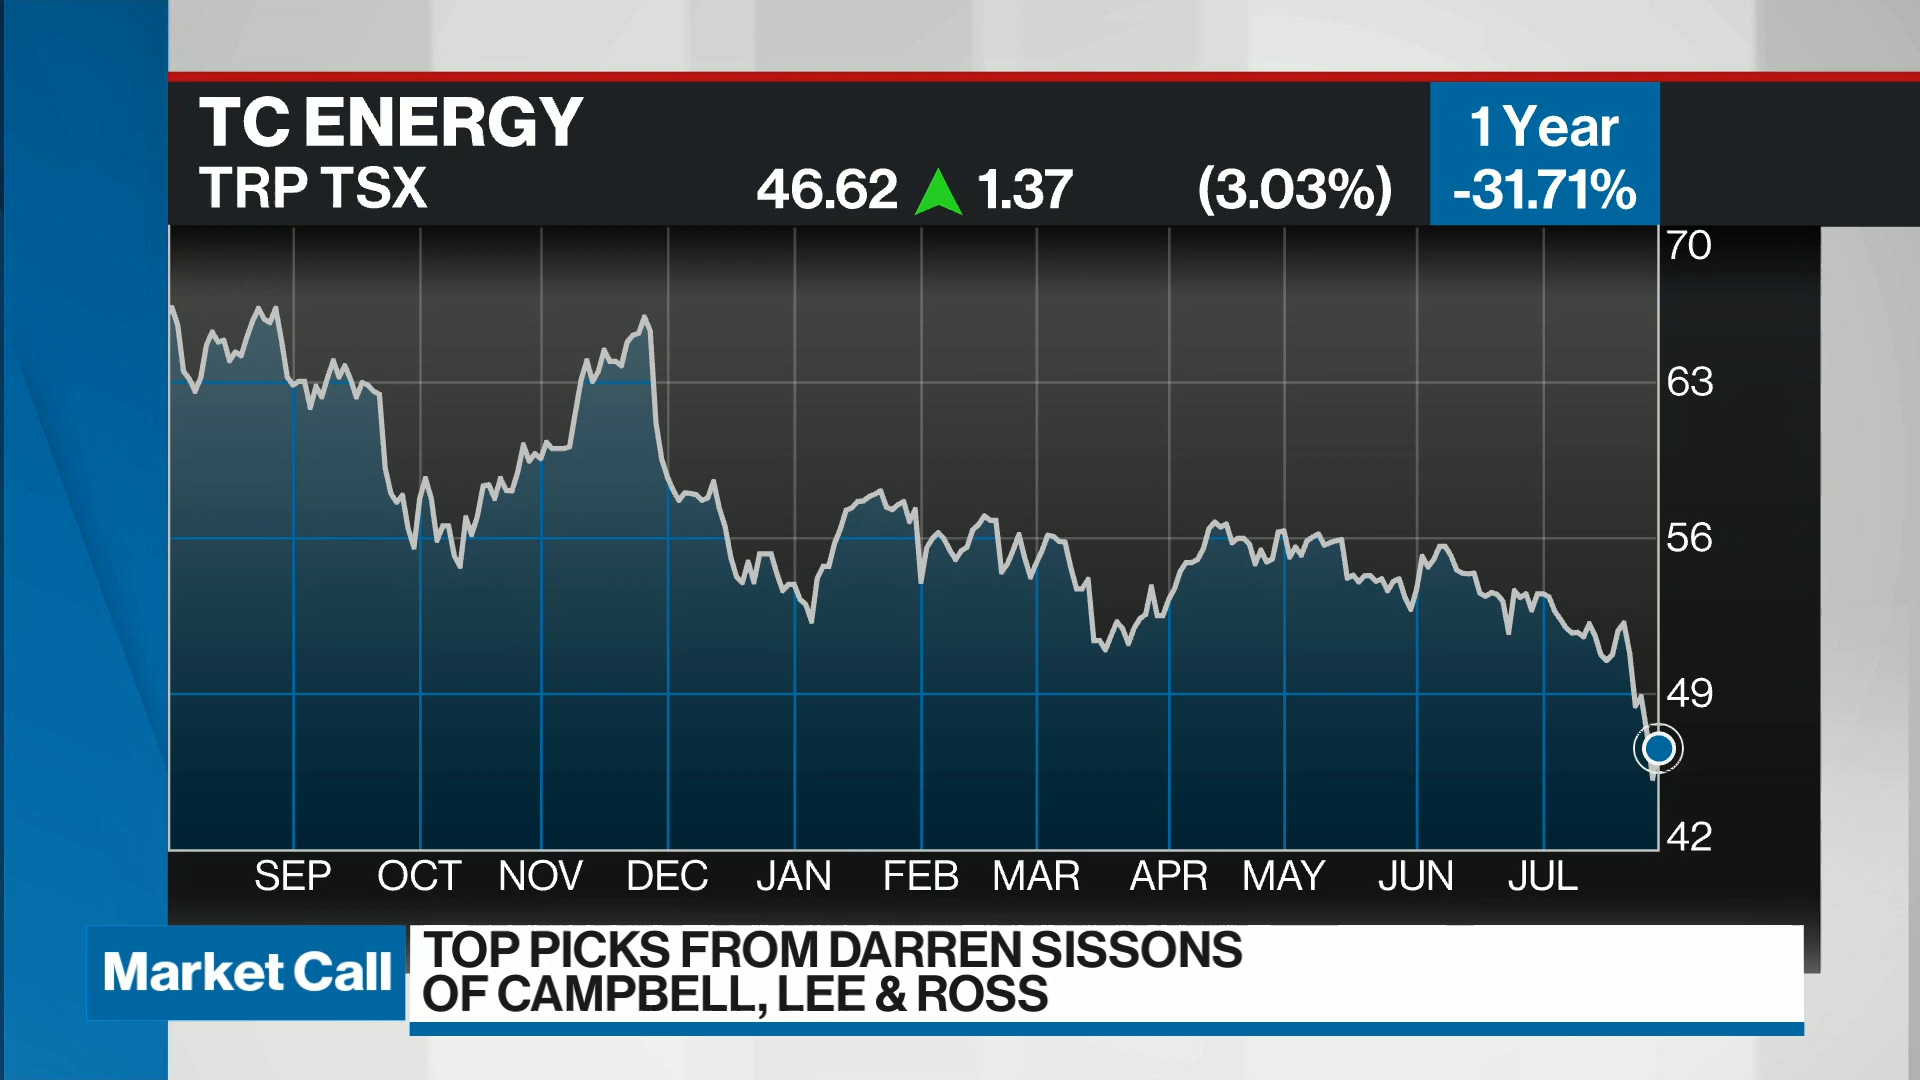 TC ENERGY
TRP TSX 46.62 ▲ 1.37 (3.03%)
1 Year
-31.71%
70
63
56
49
42
SEP OCT NOV DEC JAN FEB MAR APR MAY JUN JUL
Market Call
TOP PICKS FROM DARREN SISSONS
OF CAMPBELL, LEE & ROSS